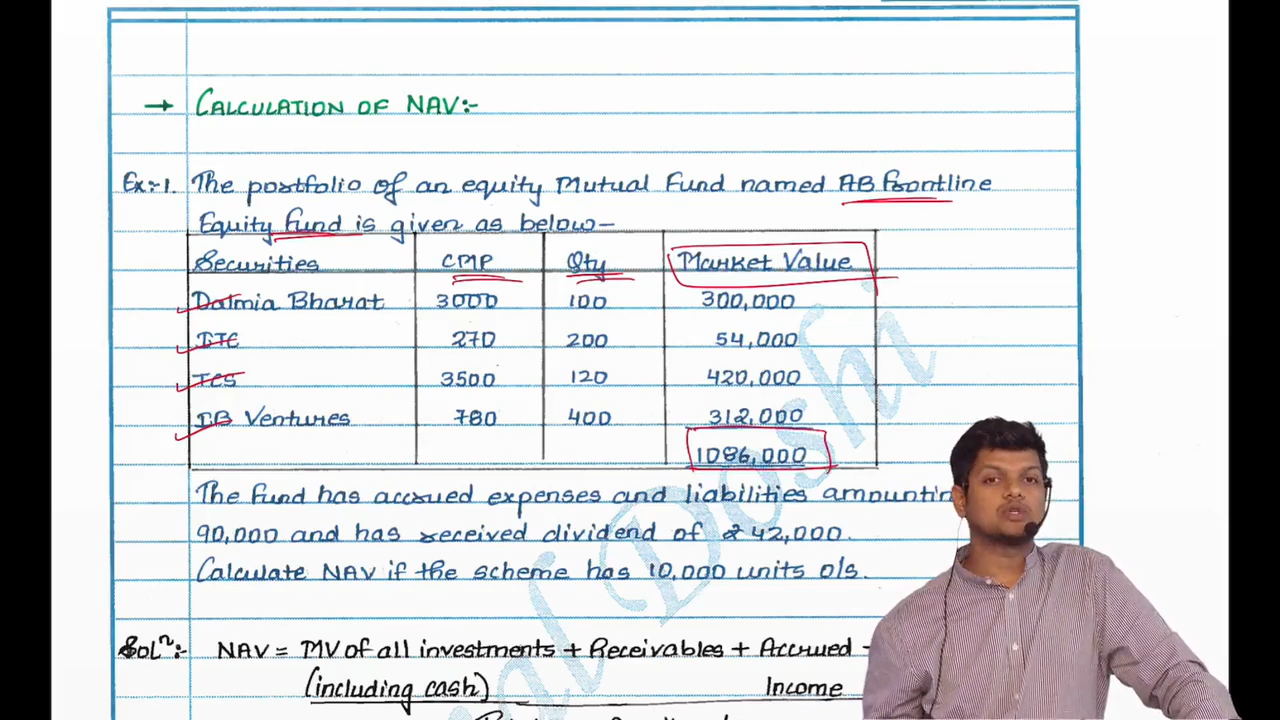 → CALCULATION OF NAV:-
Ex:-1. The portfolio of an equity Mutual Fund named AB Frontline
Equity Fund is given as below-
Securities CMP Qty Market Value
Dalmia Bharat 3000 100 300,000
ITC 270 200 54,000
TCS 3500 120 420,000
IB Ventures 780 400 312,000
1086,000
The Fund has accrued expenses and liabilities
90,000 and has received dividend of ₹42,000.
Calculate NAV if the scheme has 10,000 units o/s.
Solⁿ:- NAV = MV of all investments + Receivables + Accrued -
(including cash) Income